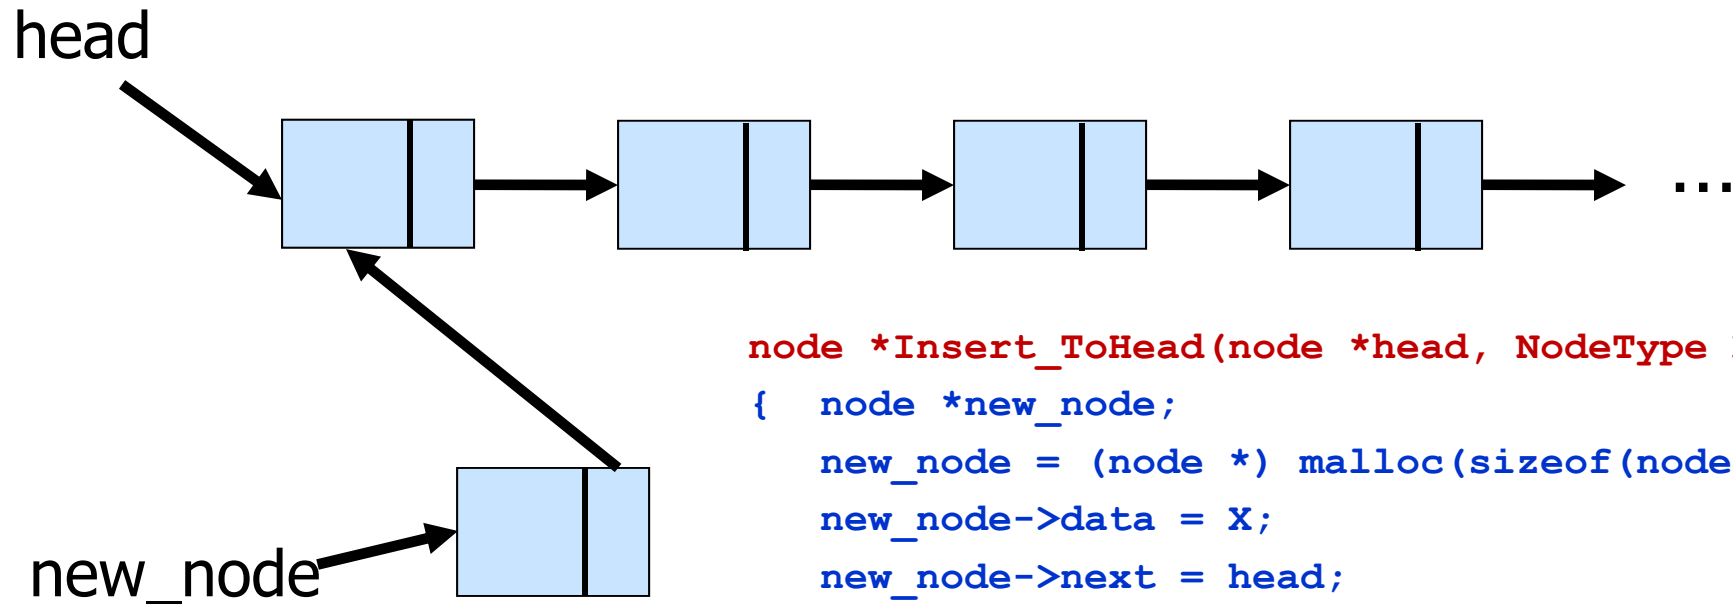 head
...
node *Insert_ToHead(node *head, NodeType
{ node *new_node;
new_node = (node *) malloc(sizeof(node
new_node->data = X;
new_node->next = head;
new_node